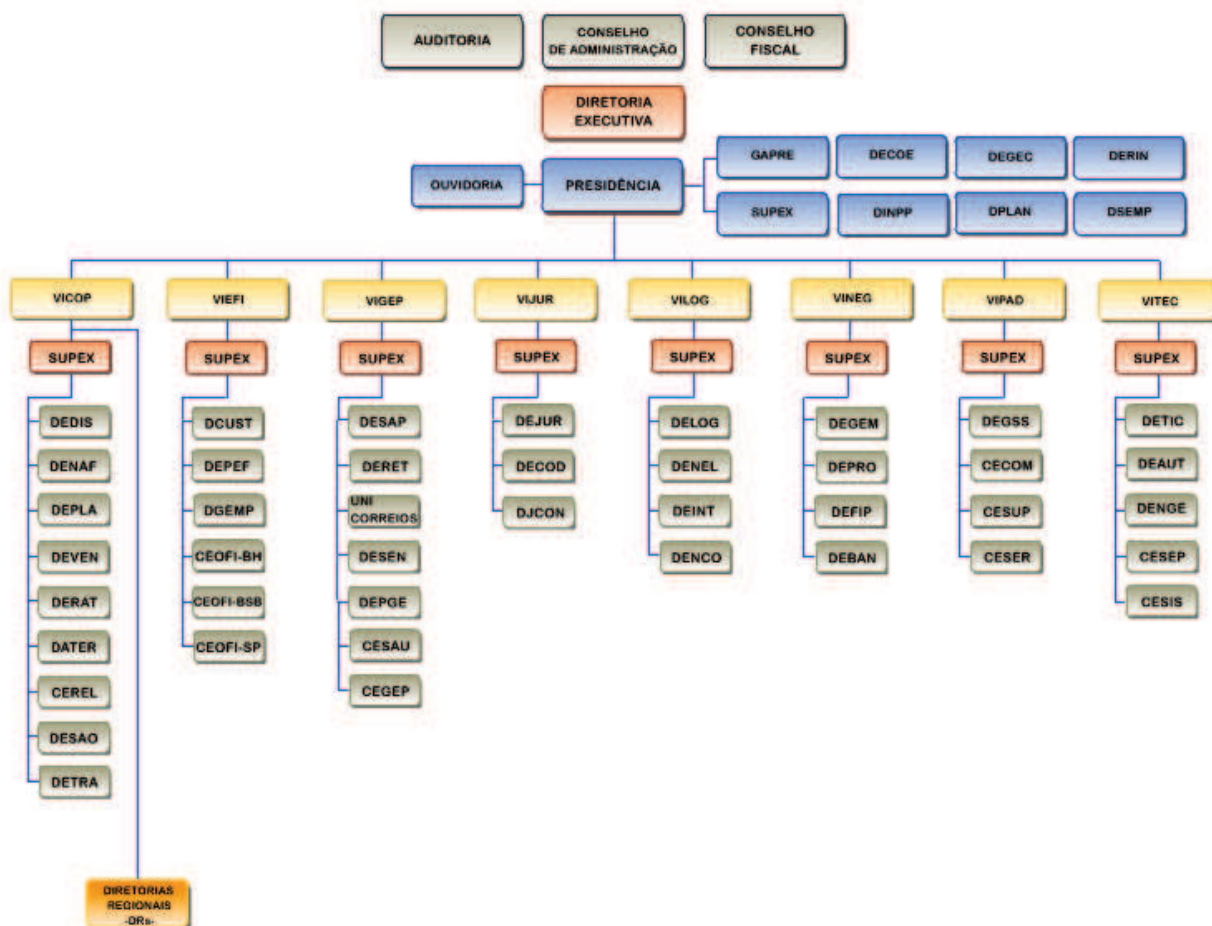 AUDITORIA
CONSELHO
DE ADMINISTRAÇÃO
CONSELHO
FISCAL
DIRETORIA
EXECUTIVA
OUVIDORIA
PRESIDÊNCIA
GAPRE
DECOE
DEGEC
DERIN
SUPEX
DINPP
DPLAN
DSEMP
VICOP
SUPEX
DEDIS
DENAF
DEPLA
DEVEN
DERAT
DATER
CEREL
DESAO
DETRA
DIRETORIAS
REGIONAIS
-DRs-
VIEFI
SUPEX
DCUST
DEPEF
DGEMP
CEOFI-BH
CEOFI-BSB
CEOFI-SP
VIGEP
SUPEX
DESAP
DERET
UNI
CORREIOS
DESEN
DEPGE
CESAU
CEGEP
VIJUR
SUPEX
DEJUR
DECOD
DJCON
VILOG
SUPEX
DELOG
DENEL
DEINT
DENCO
VINEG
SUPEX
DEGEM
DEPRO
DEFIP
DEBAN
VIPAD
SUPEX
DEGSS
CECOM
CESUP
CESER
VITEC
SUPEX
DETIC
DEAUT
DENGE
CESEP
CESIS